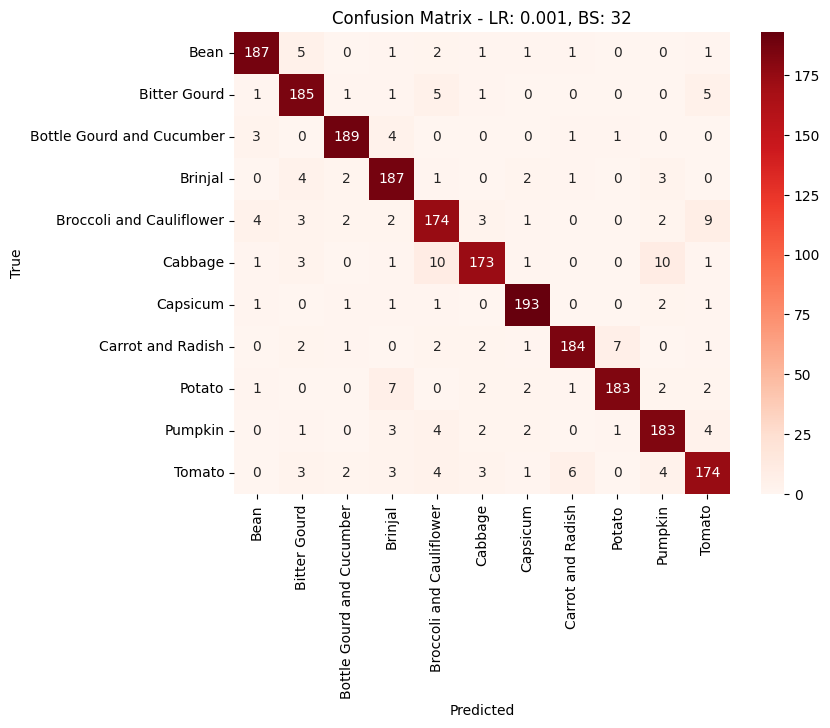 Confusion Matrix - LR: 0.001, BS: 32
Bean 187 5 0 1 2 1 1 1 0 0 1
Bitter Gourd 1 185 1 1 5 1 0 0 0 0 5
Bottle Gourd and Cucumber 3 0 189 4 0 0 0 1 1 0 0
Brinjal 0 4 2 187 1 0 2 1 0 3 0
Broccoli and Cauliflower 4 3 2 2 174 3 1 0 0 2 9
Cabbage 1 3 0 1 10 173 1 0 0 10 1
Capsicum 1 0 1 1 1 0 193 0 0 2 1
Carrot and Radish 0 2 1 0 2 2 1 184 7 0 1
Potato 1 0 0 7 0 2 2 1 183 2 2
Pumpkin 0 1 0 3 4 2 2 0 1 183 4
Tomato 0 3 2 3 4 3 1 6 0 4 174
True
Bean
Bitter Gourd
Bottle Gourd and Cucumber
Brinjal
Broccoli and Cauliflower
Cabbage
Capsicum
Carrot and Radish
Potato
Pumpkin
Tomato
Predicted
175
150
125
100
75
50
25
0